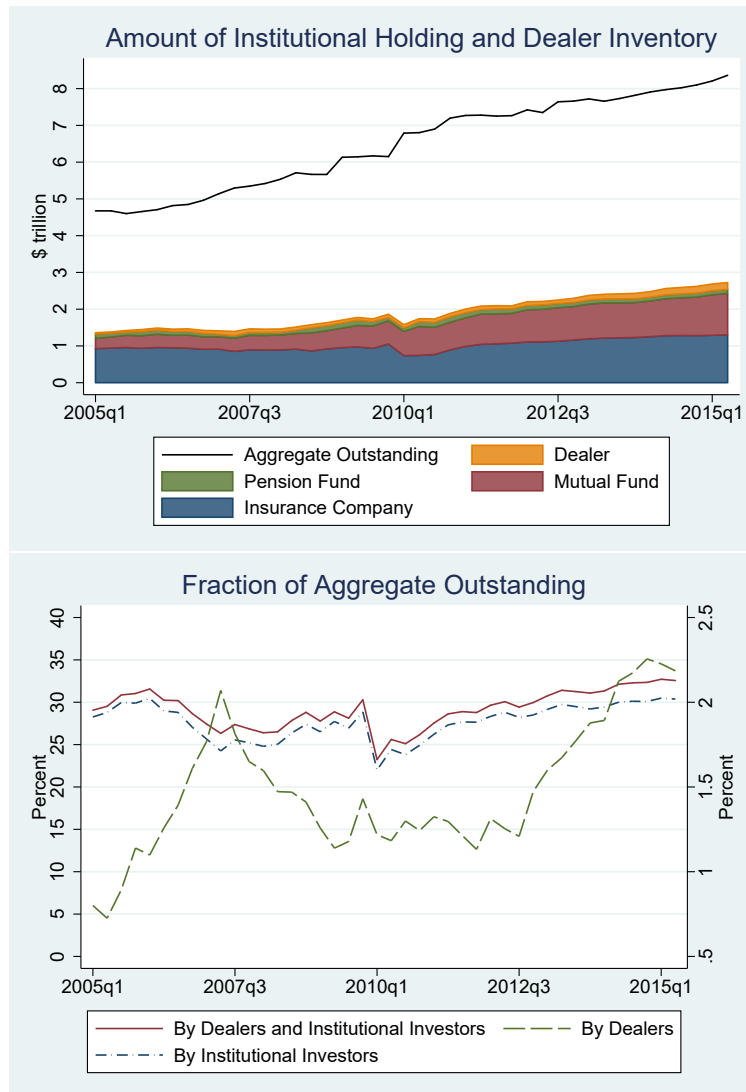 Amount of Institutional Holding and Dealer Inventory
$ trillion
8
7
6
5
4
3
2
1
0
2005q1 2007q3 2010q1 2012q3 2015q1
Aggregate Outstanding Dealer
Pension Fund Mutual Fund
Insurance Company
Fraction of Aggregate Outstanding
Percent
40
35
30
25
20
15
10
5
0
2.5
2
1.5
1
.5
Percent
2005q1 2007q3 2010q1 2012q3 2015q1
By Dealers and Institutional Investors By Dealers
By Institutional Investors